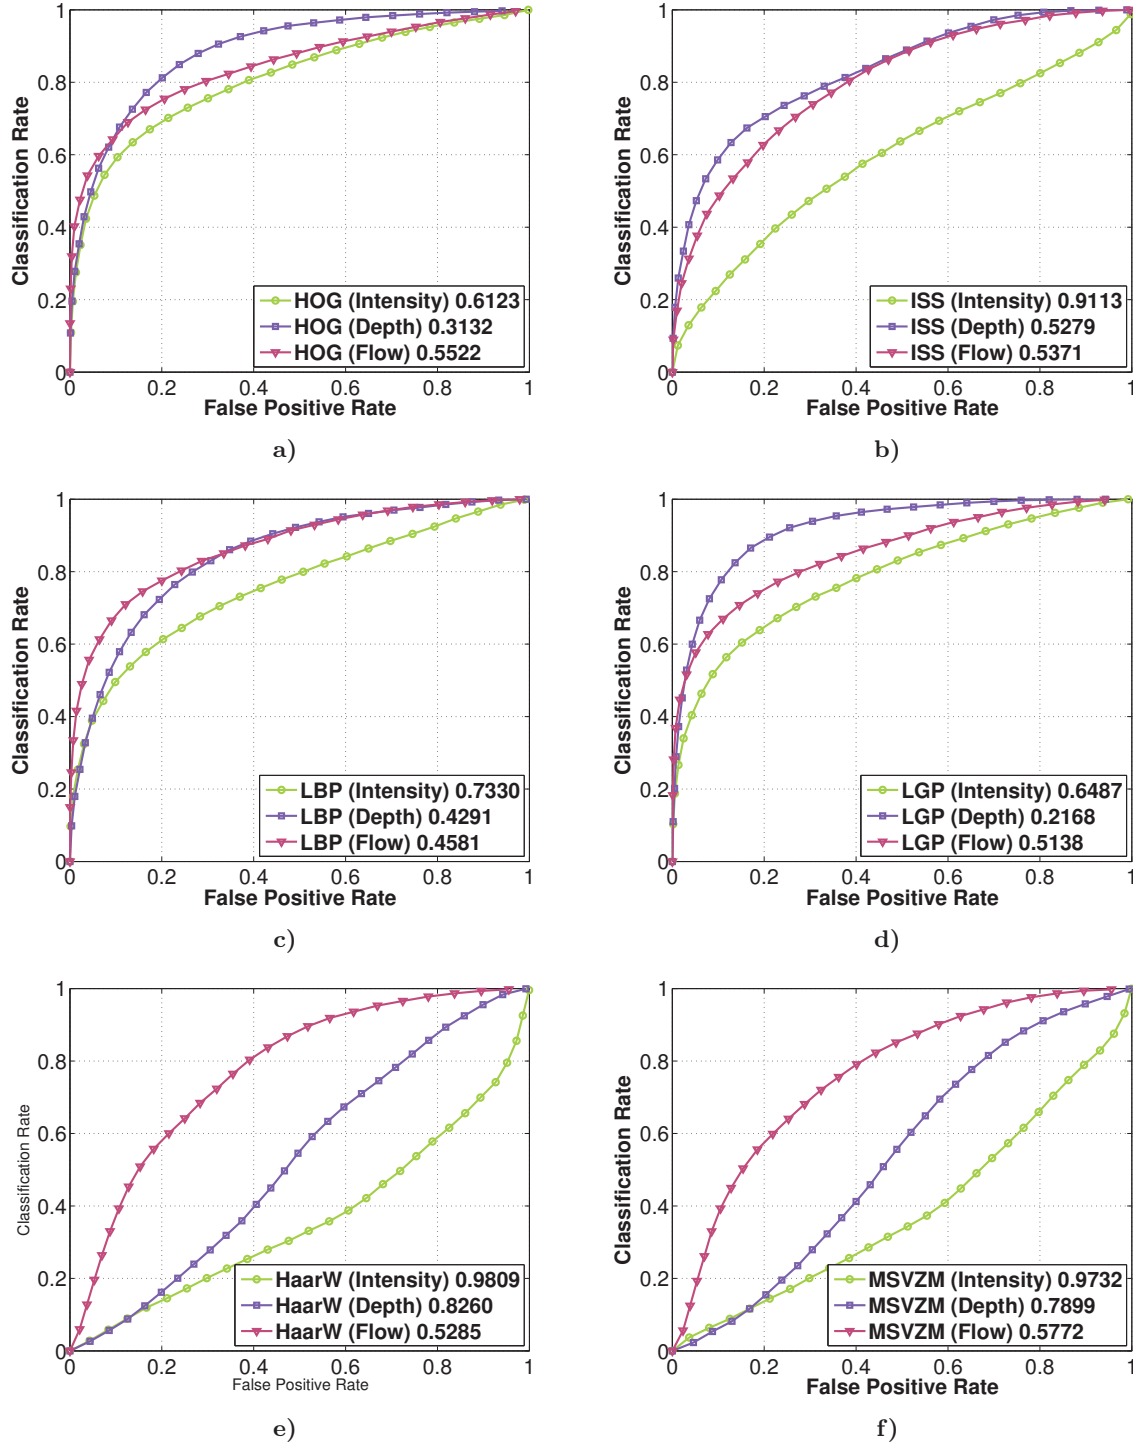 1
0.8
0.6
0.4
0.2
0
Classification Rate
HOG (Intensity) 0.6123
HOG (Depth) 0.3132
HOG (Flow) 0.5522
0 0.2 0.4 0.6 0.8 1
False Positive Rate
a)
1
0.8
0.6
0.4
0.2
0
Classification Rate
ISS (Intensity) 0.9113
ISS (Depth) 0.5279
ISS (Flow) 0.5371
0 0.2 0.4 0.6 0.8 1
False Positive Rate
b)
1
0.8
0.6
0.4
0.2
0
Classification Rate
LBP (Intensity) 0.7330
LBP (Depth) 0.4291
LBP (Flow) 0.4581
0 0.2 0.4 0.6 0.8 1
False Positive Rate
c)
1
0.8
0.6
0.4
0.2
0
Classification Rate
LGP (Intensity) 0.6487
LGP (Depth) 0.2168
LGP (Flow) 0.5138
0 0.2 0.4 0.6 0.8 1
False Positive Rate
d)
1
0.8
0.6
0.4
0.2
0
Classification Rate
HaarW (Intensity) 0.9809
HaarW (Depth) 0.8260
HaarW (Flow) 0.5285
0 0.2 0.4 0.6 0.8 1
False Positive Rate
e)
1
0.8
0.6
0.4
0.2
0
Classification Rate
MSVZM (Intensity) 0.9732
MSVZM (Depth) 0.7899
MSVZM (Flow) 0.5772
0 0.2 0.4 0.6 0.8 1
False Positive Rate
f)